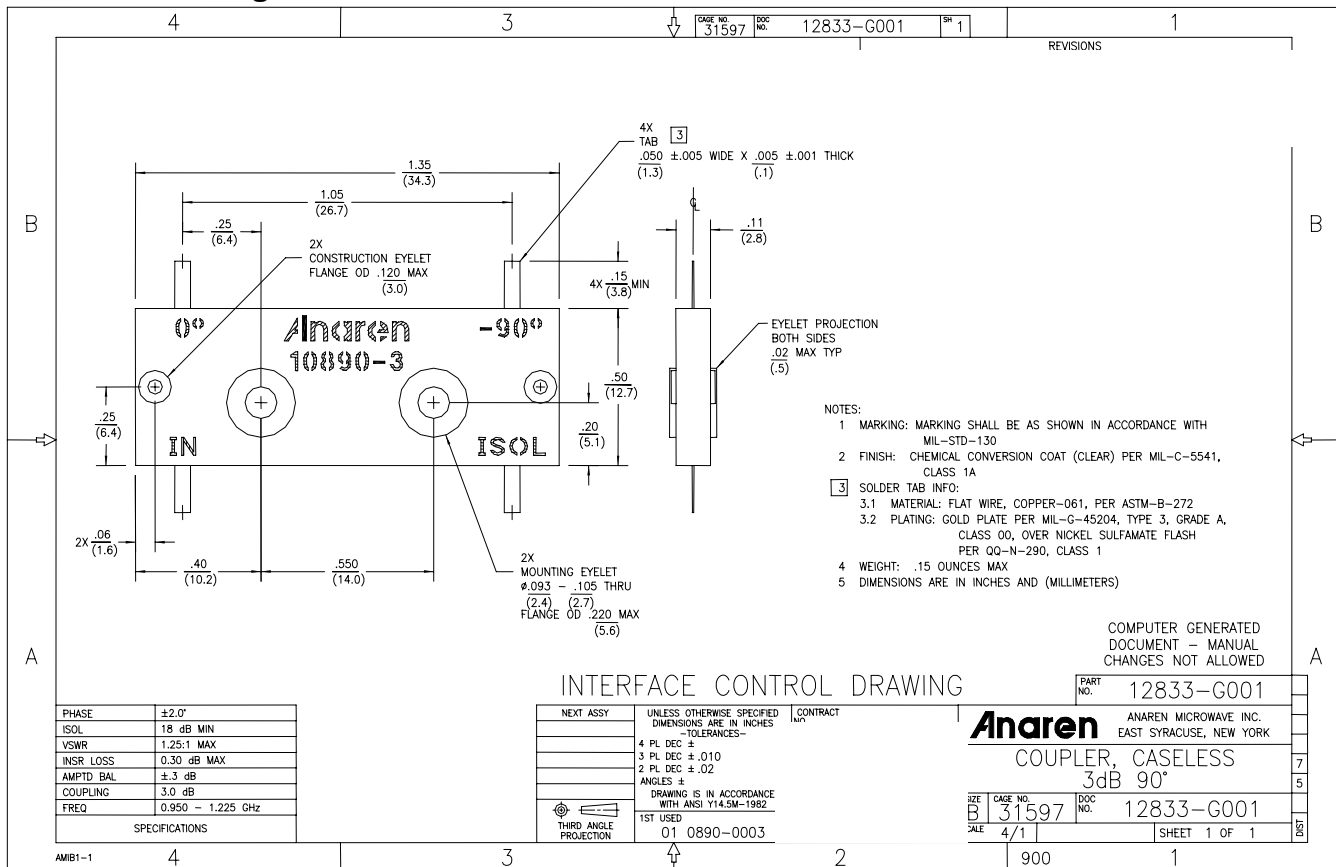 4
3
CAGE NO.
31597
DOC
NO.
12833-G001
SH
1
1
REVISIONS
4X
TAB 3
.050 ±.005 WIDE X .005 ±.001 THICK
(1.3) (.1)
1.35
(34.3)
1.05
(26.7)
.25
(6.4)
℄
.11
(2.8)
B
B
2X
CONSTRUCTION EYELET
FLANGE OD .120 MAX
(3.0)
4X .15 MIN
(3.8)
0° Anaren -90°
10890-3
EYELET PROJECTION
BOTH SIDES
.02 MAX TYP
(.5)
.50
(12.7)
.25
(6.4)
.20
(5.1)
IN
ISOL
2X .06
(1.6)
.40
(10.2)
.550
(14.0)
2X
MOUNTING EYELET
ø.093 - .105 THRU
(2.4) (2.7)
FLANGE OD .220 MAX
(5.6)
NOTES:
1 MARKING: MARKING SHALL BE AS SHOWN IN ACCORDANCE WITH
MIL-STD-130
2 FINISH: CHEMICAL CONVERSION COAT (CLEAR) PER MIL-C-5541,
CLASS 1A
3 SOLDER TAB INFO:
3.1 MATERIAL: FLAT WIRE, COPPER-061, PER ASTM-B-272
3.2 PLATING: GOLD PLATE PER MIL-G-45204, TYPE 3, GRADE A,
CLASS 00, OVER NICKEL SULFAMATE FLASH
PER QQ-N-290, CLASS 1
4 WEIGHT: .15 OUNCES MAX
5 DIMENSIONS ARE IN INCHES AND (MILLIMETERS)
A
A
COMPUTER GENERATED
DOCUMENT - MANUAL
CHANGES NOT ALLOWED
INTERFACE CONTROL DRAWING
PART
NO.
12833-G001
PHASE ±2.0°
ISOL 18 dB MIN
VSWR 1.25:1 MAX
INSR LOSS 0.30 dB MAX
AMPTD BAL ±.3 dB
COUPLING 3.0 dB
FREQ 0.950 - 1.225 GHz
SPECIFICATIONS
NEXT ASSY
THIRD ANGLE
PROJECTION
UNLESS OTHERWISE SPECIFIED
DIMENSIONS ARE IN INCHES
-TOLERANCES-
4 PL DEC ±
3 PL DEC ±.010
2 PL DEC ±.02
ANGLES ±
DRAWING IS IN ACCORDANCE
WITH ANSI Y14.5M-1982
1ST USED
01 0890-0003
CONTRACT
Anaren
ANAREN MICROWAVE INC.
EAST SYRACUSE, NEW YORK
COUPLER, CASELESS
3dB 90°
7
5
B
CAGE NO.
31597
DOC
NO.
12833-G001
4/1
SHEET 1 OF 1
DIST
AMIB1-1
4
3
2
900
1